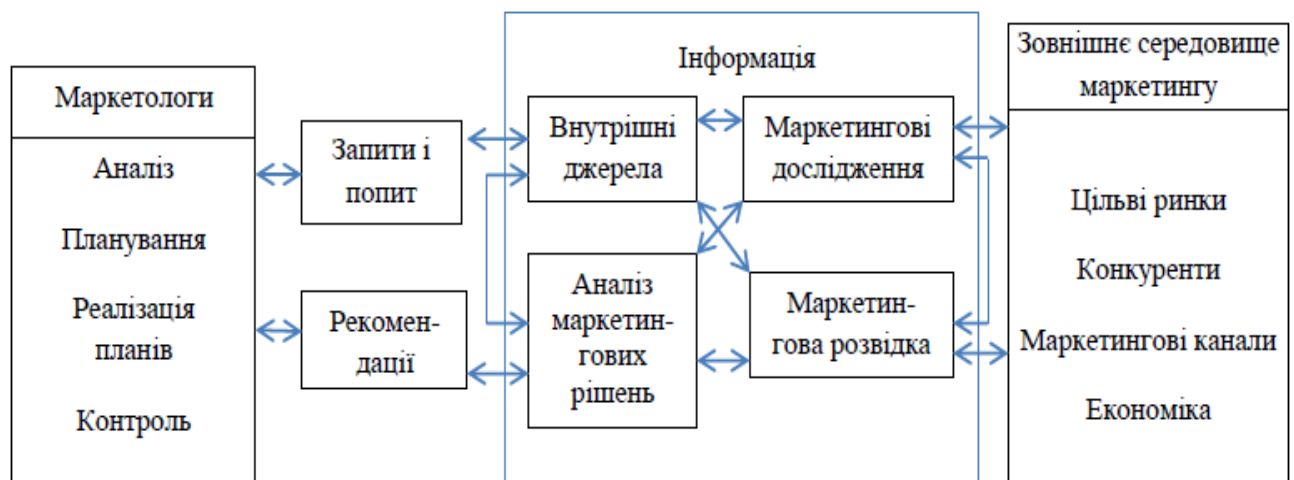 Маркетологи
Аналіз
Планування
Реалізація
планів
Контроль
Запити і
попит
Рекомен-
дації
Інформація
Внутрішні
джерела
Маркетингові
дослідження
Аналіз
маркетин-
гових
рішень
Маркетин-
гова розвідка
Зовнішнє середовище
маркетингу
Цільві ринки
Конкуренти
Маркетингові канали
Економіка